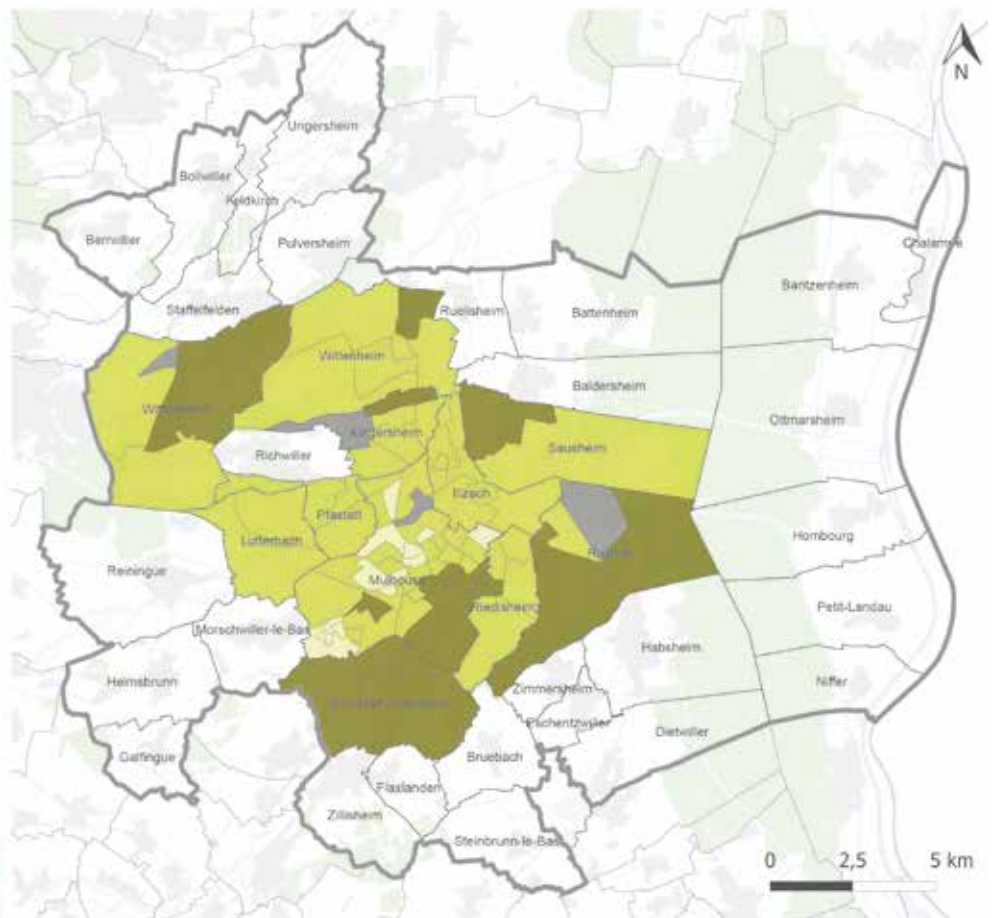 N
Ungersheim
Bollwiller
Feldkirch
Berrwiller
Pulversheim
Chalampé
Bantzenheim
Staffelfelden
Ruelisheim
Battenheim
Wittenheim
Baldersheim
Ottmarsheim
Kingersheim
Sausheim
Richwiller
Illzach
Pfastatt
Lutterbach
Hombourg
Reiningue
Mulhouse
Petit-Landau
Morschwiller-le-Bas
Habsheim
Heimsbrunn
Zimmersheim
Niffer
Eschentzwiller
Dietwiller
Galfingue
Bruebach
Flaxlanden
Zillisheim
Steinbrunn-le-Bas
0 2,5 5 km